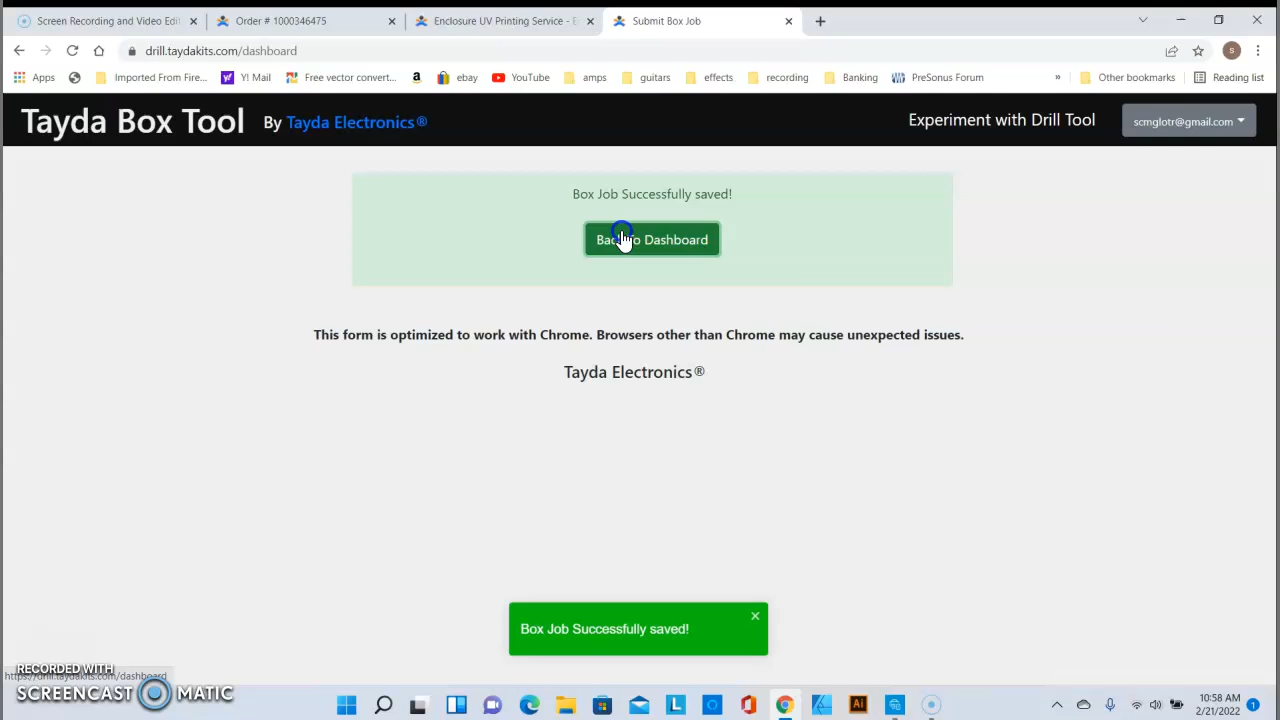 Screen Recording and Video Edit
Order # 1000346475
Enclosure UV Printing Service - E
Submit Box Job
drill.taydakits.com/dashboard
S
Apps
Imported From Fire...
Y! Mail
Free vector convert...
ebay
YouTube
amps
guitars
effects
recording
Banking
PreSonus Forum
»
Other bookmarks
Reading list
Tayda Box Tool
By Tayda Electronics®
Experiment with Drill Tool
scmglotr@gmail.com
Box Job Successfully saved!
Back To Dashboard
This form is optimized to work with Chrome. Browsers other than Chrome may cause unexpected issues.
Tayda Electronics®
Box Job Successfully saved!
https://drill.taydakits.com/dashboard
RECORDED WITH
SCREENCAST MATIC
L
Ai
10:58 AM
2/21/2022
1